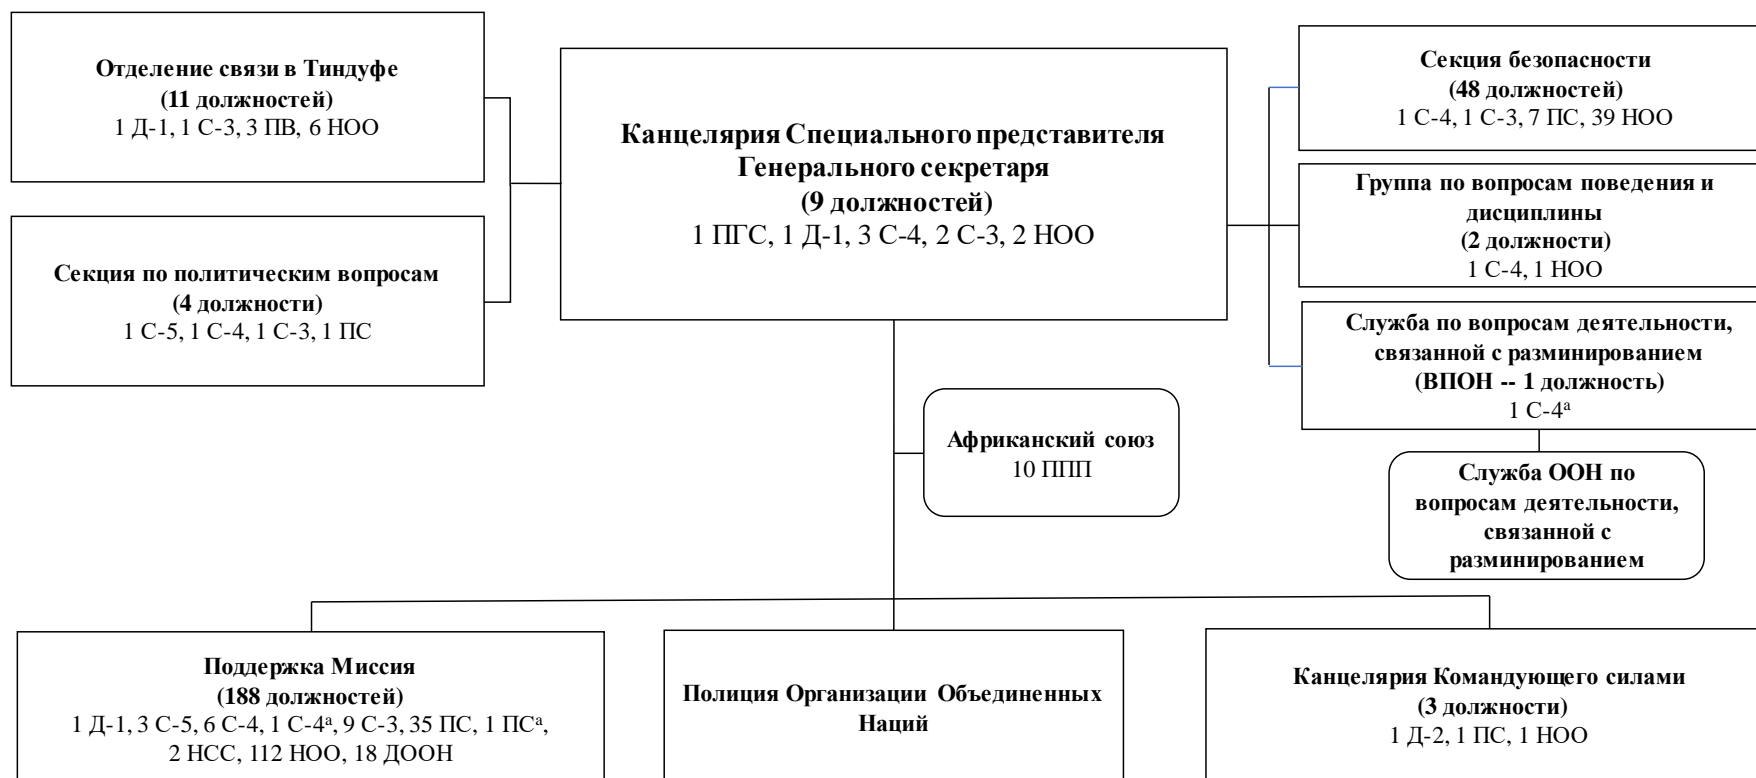 Отделение связи в Тиндуфе
(11 должностей)
1 Д-1, 1 С-3, 3 ПВ, 6 НОО
Секция по политическим вопросам
(4 должности)
1 С-5, 1 С-4, 1 С-3, 1 ПС
Канцелярия Специального представителя
Генерального секретаря
(9 должностей)
1 ПГС, 1 Д-1, 3 С-4, 2 С-3, 2 НОО
Секция безопасности
(48 должностей)
1 С-4, 1 С-3, 7 ПС, 39 НОО
Группа по вопросам поведения и
дисциплины
(2 должности)
1 С-4, 1 НОО
Служба по вопросам деятельности,
связанной с разминированием
(ВПОН -- 1 должность)
1 С-4ᵃ
Африканский союз
10 ППП
Служба ООН по
вопросам деятельности,
связанной с
разминированием
Поддержка Миссия
(188 должностей)
1 Д-1, 3 С-5, 6 С-4, 1 С-4ᵃ, 9 С-3, 35 ПС, 1 ПСᵃ,
2 НСС, 112 НОО, 18 ДООН
Полиция Организации Объединенных
Наций
Канцелярия Командующего силами
(3 должности)
1 Д-2, 1 ПС, 1 НОО